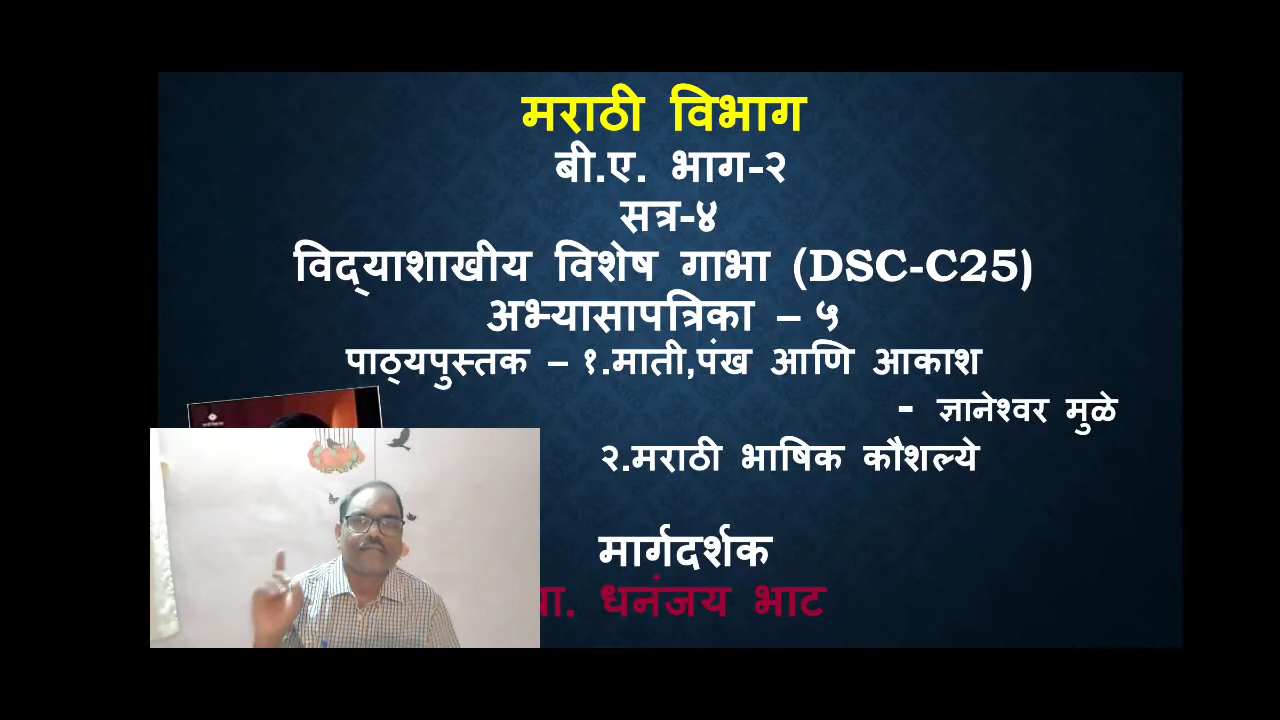 मराठी विभाग
बी.ए. भाग-२
सत्र-४
विद्‌याशाखीय विशेष गाभा (DSC-C25)
अभ्यासापत्रिका – ५
पाठ्‌यपुस्तक – १.माती,पंख आणि आकाश
- ज्ञानेश्वर मुळे
२.मराठी भाषिक कौशल्ये
मार्गदर्शक
धनंजय भाट